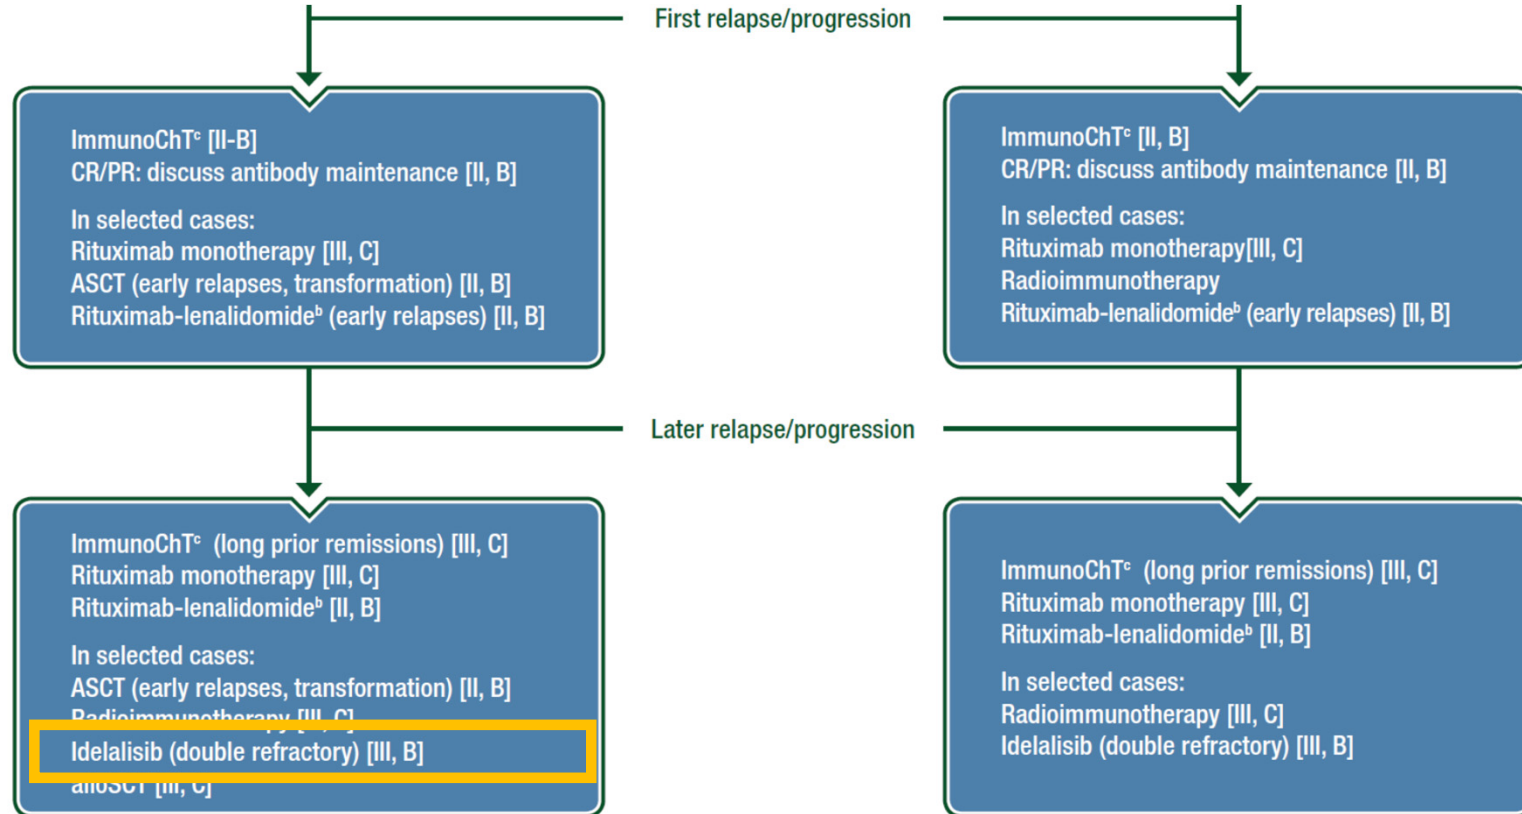 First relapse/progression
ImmunoChTᶜ [II-B]
CR/PR: discuss antibody maintenance [II, B]
In selected cases:
Rituximab monotherapy [III, C]
ASCT (early relapses, transformation) [II, B]
Rituximab-lenalidomideᵇ (early relapses) [II, B]
ImmunoChTᶜ [II, B]
CR/PR: discuss antibody maintenance [II, B]
In selected cases:
Rituximab monotherapy[III, C]
Radioimmunotherapy
Rituximab-lenalidomideᵇ (early relapses) [II, B]
Later relapse/progression
ImmunoChTᶜ (long prior remissions) [III, C]
Rituximab monotherapy [III, C]
Rituximab-lenalidomideᵇ [II, B]
In selected cases:
ASCT (early relapses, transformation) [II, B]
Radioimmunotherapy [III, C]
Idelalisib (double refractory) [III, B]
alloSCT [III, C]
ImmunoChTᶜ (long prior remissions) [III, C]
Rituximab monotherapy [III, C]
Rituximab-lenalidomideᵇ [II, B]
In selected cases:
Radioimmunotherapy [III, C]
Idelalisib (double refractory) [III, B]